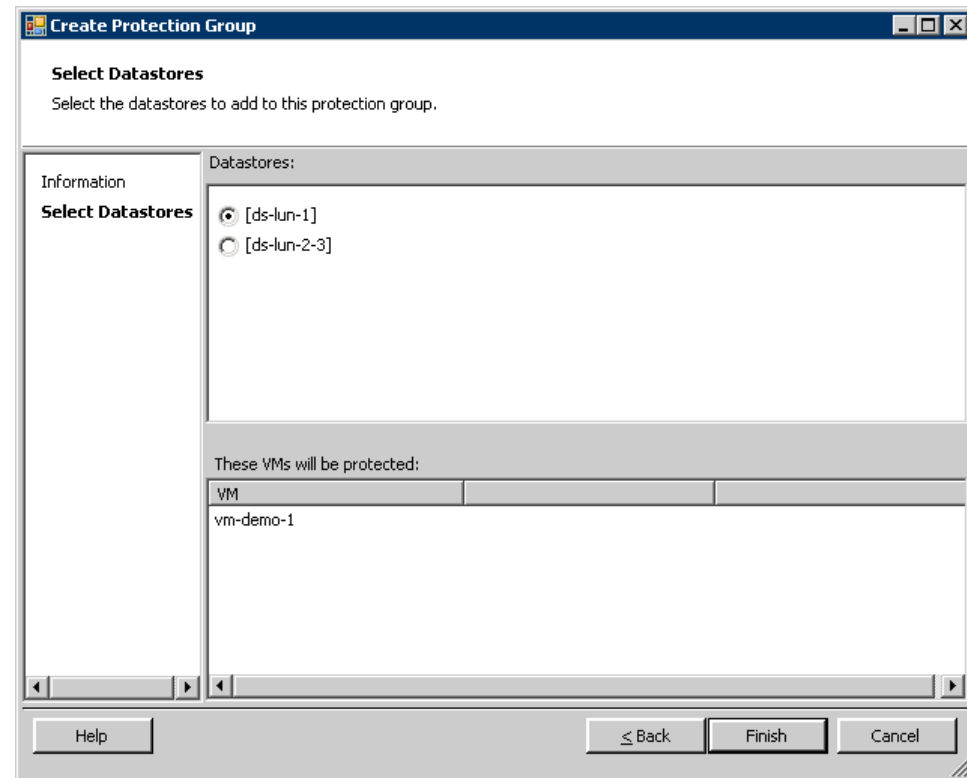 Create Protection Group
Select Datastores
Select the datastores to add to this protection group.
Information
Select Datastores
Datastores:
[ds-lun-1]
[ds-lun-2-3]
These VMs will be protected:
VM
vm-demo-1
Help
< Back
Finish
Cancel